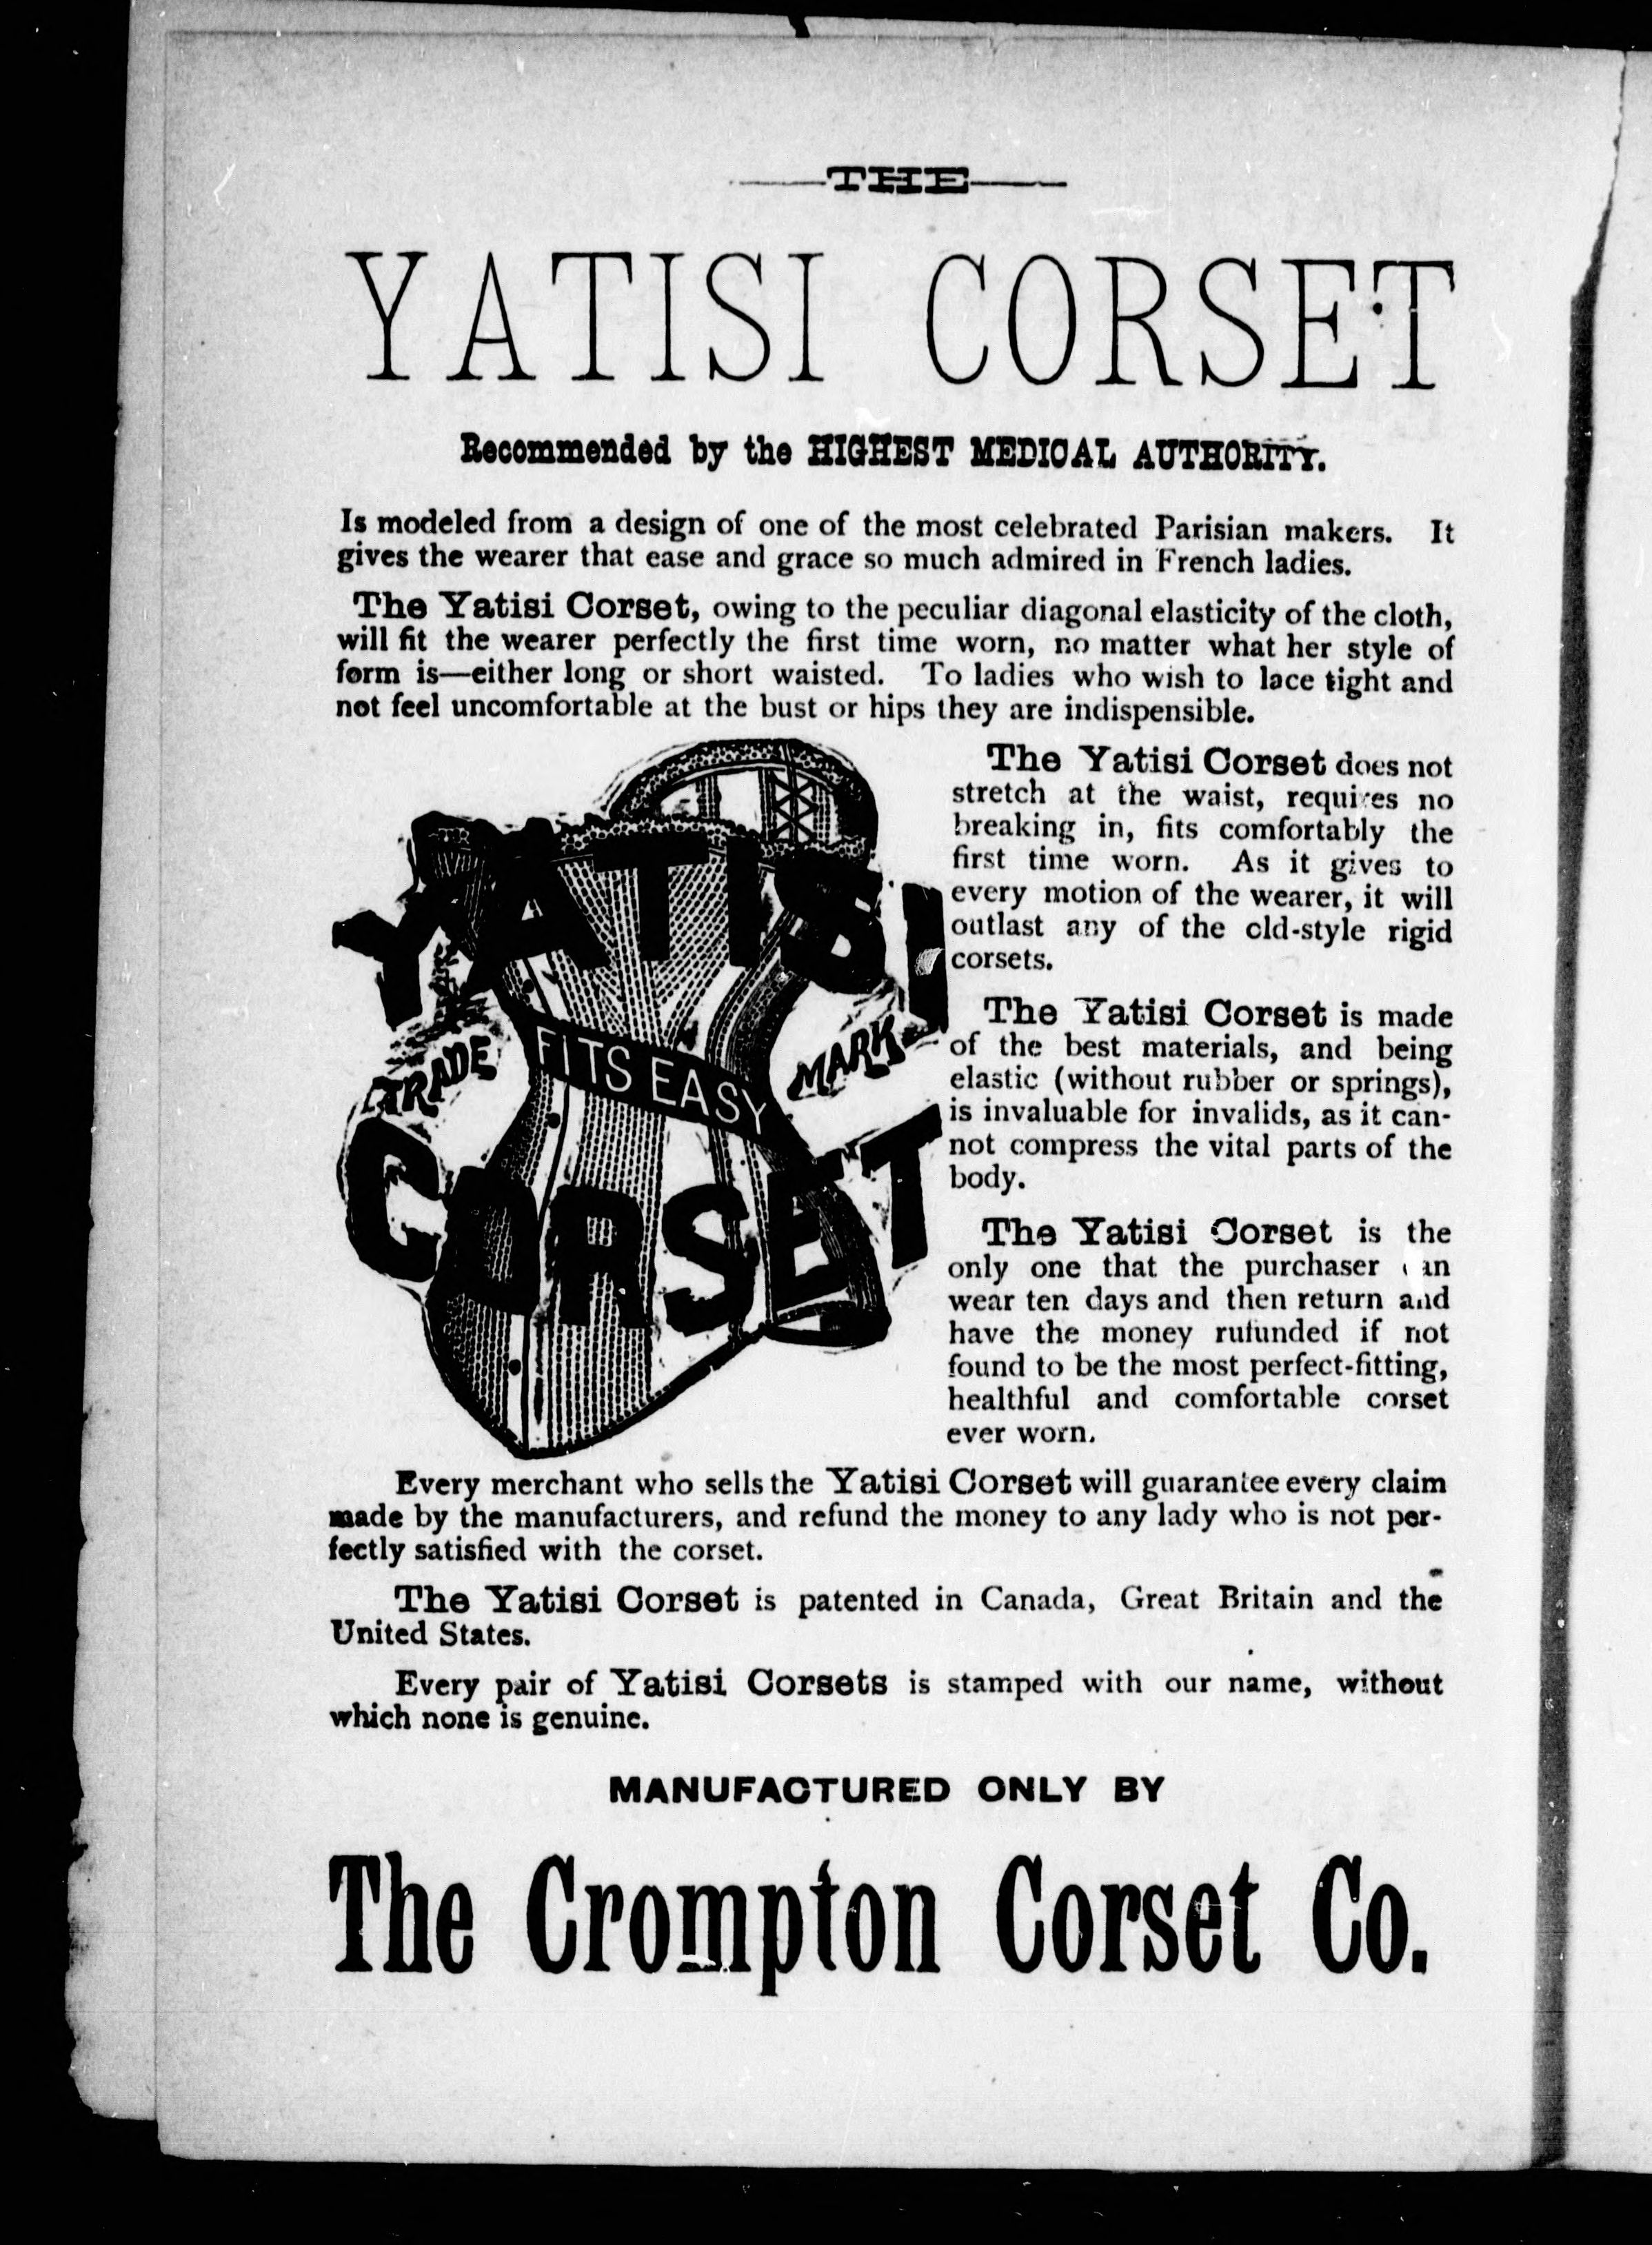 THE
YATISI CORSET
Recommended by the HIGHEST MEDICAL AUTHORITY.
Is modeled from a design of one of the most celebrated Parisian makers. It
gives the wearer that ease and grace so much admired in French ladies.
The Yatisi Corset, owing to the peculiar diagonal elasticity of the cloth,
will fit the wearer perfectly the first time worn, no matter what her style of
form is—either long or short waisted. To ladies who wish to lace tight and
not feel uncomfortable at the bust or hips they are indispensible.
YATISI
TRADE
FITS EASY
MARK
CORSET
The Yatisi Corset does not
stretch at the waist, requires no
breaking in, fits comfortably the
first time worn. As it gives to
every motion of the wearer, it will
outlast any of the old-style rigid
corsets.
The Yatisi Corset is made
of the best materials, and being
elastic (without rubber or springs),
is invaluable for invalids, as it can-
not compress the vital parts of the
body.
The Yatisi Corset is the
only one that the purchaser can
wear ten days and then return and
have the money rufunded if not
found to be the most perfect-fitting,
healthful and comfortable corset
ever worn.
Every merchant who sells the Yatisi Corset will guarantee every claim
made by the manufacturers, and refund the money to any lady who is not per-
fectly satisfied with the corset.
The Yatisi Corset is patented in Canada, Great Britain and the
United States.
Every pair of Yatisi Corsets is stamped with our name, without
which none is genuine.
MANUFACTURED ONLY BY
The Crompton Corset Co.